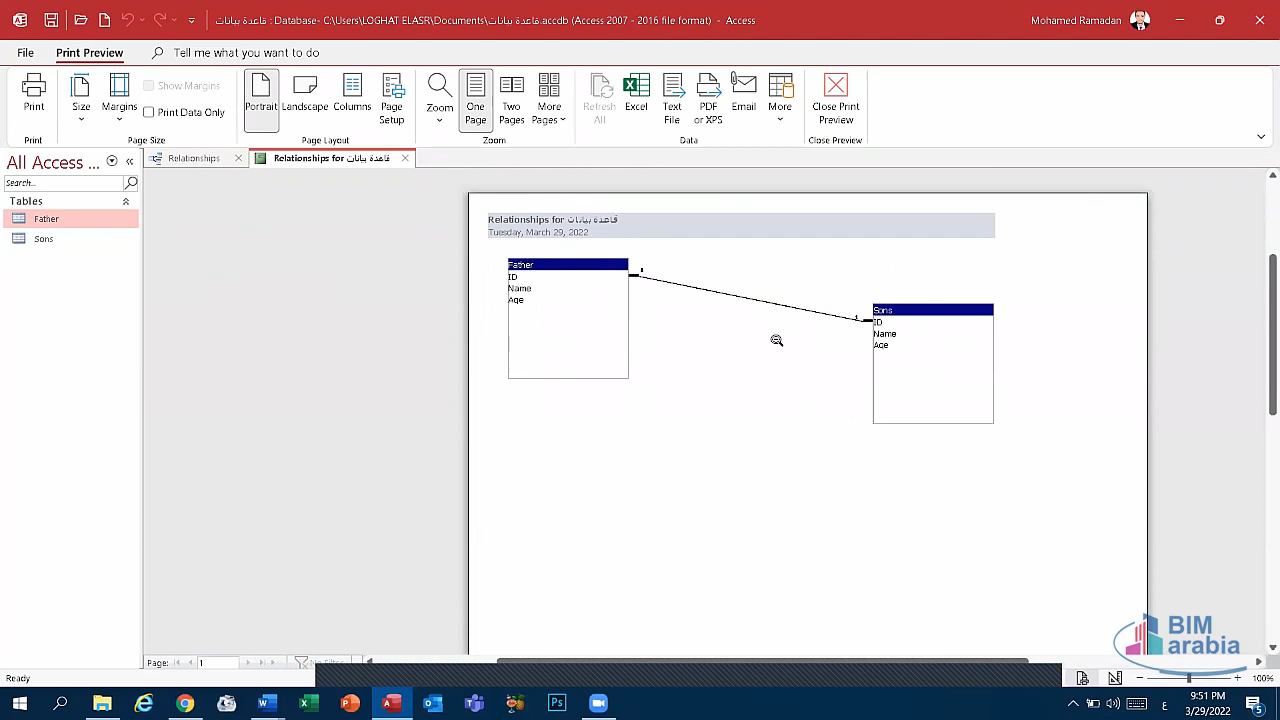 قاعدة بيانات : Database- C:\Users\LOGHAT ELASR\Documents\قاعدة بيانات.accdb (Access 2007 - 2016 file format) - Access
Mohamed Ramadan
File
Print Preview
Tell me what you want to do
Print
Size
Margins
Show Margins
Print Data Only
Portrait
Landscape
Columns
Page Setup
Zoom
One Page
Two Pages
More Pages
Refresh All
Excel
Text File
PDF or XPS
Email
More
Close Print Preview
Print
Page Size
Page Layout
Zoom
Data
Close Preview
All Access ...
Search...
Tables
Father
Sons
Relationships
Relationships for قاعدة بيانات
Relationships for قاعدة بيانات
Tuesday, March 29, 2022
Father
ID
Name
Age
1
1
Sons
ID
Name
Age
BIM
arabia
Page:
1
No Filter
Ready
100%
9:51 PM
3/29/2022
ع
5